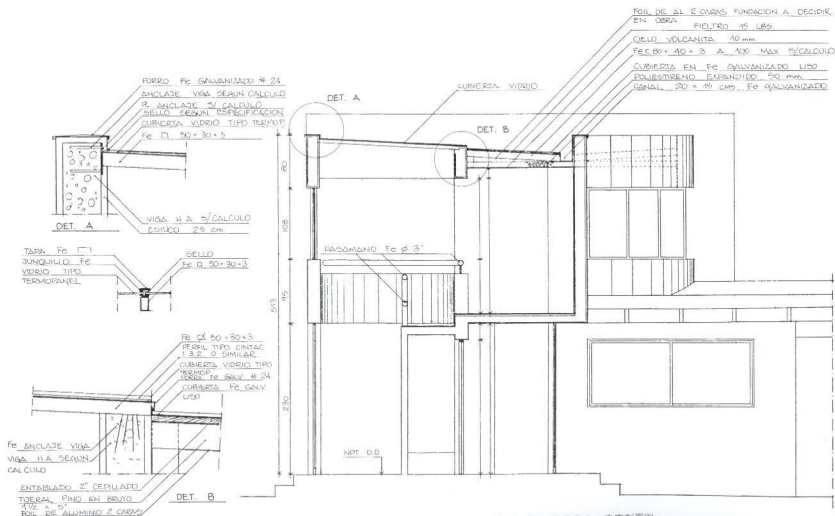 FOIL DE AL 2 CARAS FUNDACION A DECIDIR
EN OBRA
FIELTRO 15 LBS
CIELO VOLCANITA 10 mm
Fe E 80 × 40 × 3 A 100 MAX S/CALCULO
CUBIERTA EN Fe GALVANIZADO LISO
POLIESTIRENO EXPANDIDO 50 mm
CANAL 20 × 15 CMS. Fe GALVANIZADO
CUBIERTA VIDRIO
DET. A
DET. B
FORRO Fe GALVANIZADO # 24
ANCLAJE VIGA SEGUN CALCULO
PL ANCLAJE S/ CALCULO
SELLO SEGUN ESPECIFICACION
CUBIERTA VIDRIO TIPO TERMOP.
Fe 50 × 30 × 3
VIGA H.A. S/CALCULO
ESTUCO 25 cm
DET. A
TAPA Fe
JUNQUILLO Fe
VIDRIO TIPO
TERMOPANEL
SELLO
Fe 50 × 30 × 3
PASAMANO Fe ø 3"
80
108
95
513
230
NPT. 0.0
Fe 50 × 30 × 3
PERFIL TIPO CINTAC
O SIMILAR
CUBIERTA VIDRIO TIPO
TERMOP.
FORRO Fe GALV # 24
CUBIERTA Fe GALV
LISO
Fe ANCLAJE VIGA
VIGA H.A. SEGUN
CALCULO
ENTABLADO 2" CEPILLADO
PINO EN BRUTO
1 1/2 × 5"
FOIL DE ALUMINIO 2 CARAS
DET. B